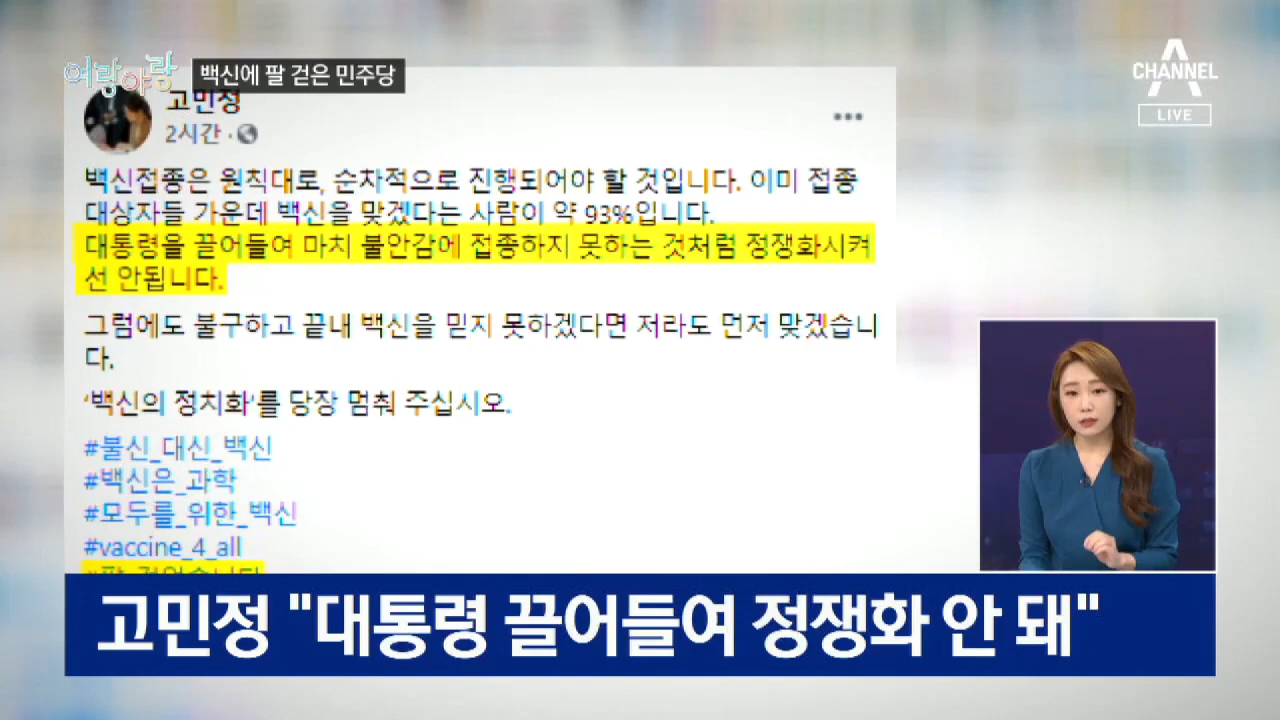 여랑야랑
백신에 팔 걷은 민주당
CHANNEL A
LIVE
고민정
2시간 ·
백신접종은 원칙대로, 순차적으로 진행되어야 할 것입니다. 이미 접종
대상자들 가운데 백신을 맞겠다는 사람이 약 93%입니다.
대통령을 끌어들여 마치 불안감에 접종하지 못하는 것처럼 정쟁화시켜
선 안됩니다.
그럼에도 불구하고 끝내 백신을 믿지 못하겠다면 저라도 먼저 맞겠습니
다.
'백신의 정치화'를 당장 멈춰 주십시오.
#불신_대신_백신
#백신은_과학
#모두를_위한_백신
#vaccine_4_all
고민정 "대통령 끌어들여 정쟁화 안 돼"